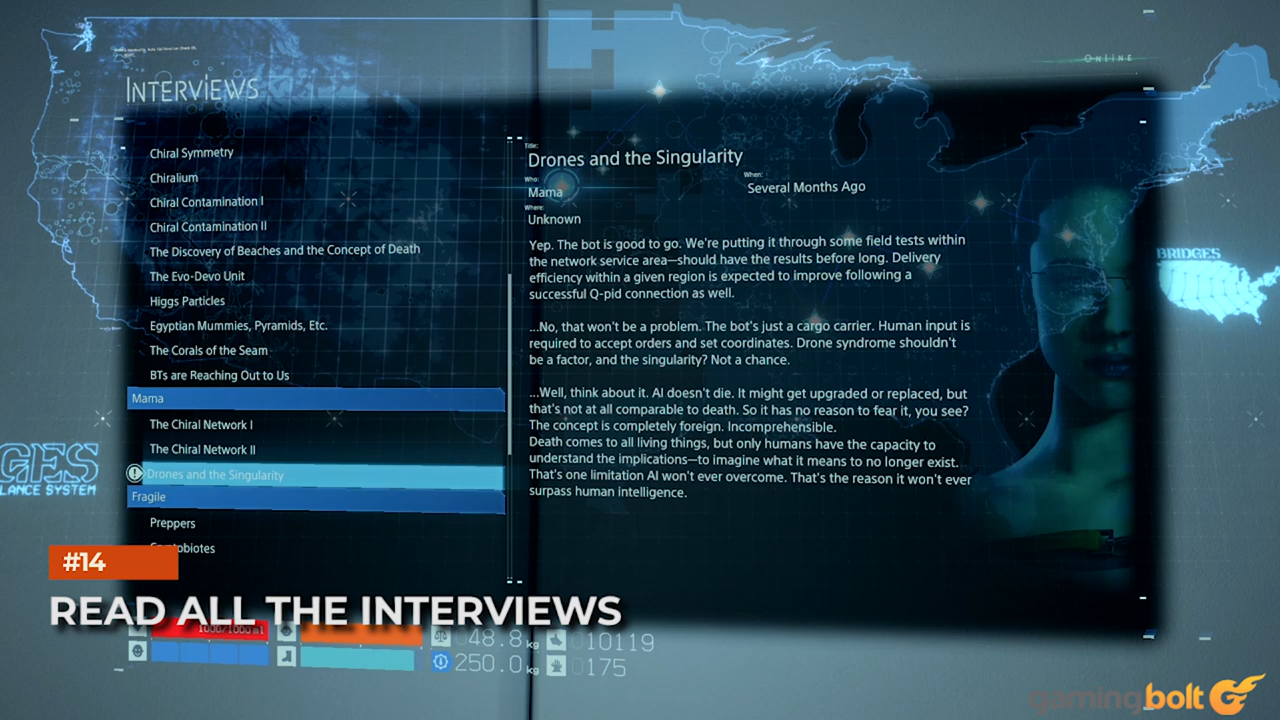 INTERVIEWS
ONLINE
Chiral Symmetry
Chiralium
Chiral Contamination I
Chiral Contamination II
The Discovery of Beaches and the Concept of Death
The Evo-Devo Unit
Higgs Particles
Egyptian Mummies, Pyramids, Etc.
The Corals of the Seam
BTs are Reaching Out to Us
Mama
The Chiral Network I
The Chiral Network II
Drones and the Singularity
Fragile
Preppers
Title:
Drones and the Singularity
Who:
Mama
When:
Several Months Ago
Where:
Unknown
Yep. The bot is good to go. We're putting it through some field tests within
the network service area—should have the results before long. Delivery
efficiency within a given region is expected to improve following a
successful Q-pid connection as well.
...No, that won't be a problem. The bot's just a cargo carrier. Human input is
required to accept orders and set coordinates. Drone syndrome shouldn't
be a factor, and the singularity? Not a chance.
...Well, think about it. AI doesn't die. It might get upgraded or replaced, but
that's not at all comparable to death. So it has no reason to fear it, you see?
The concept is completely foreign. Incomprehensible.
Death comes to all living things, but only humans have the capacity to
understand the implications—to imagine what it means to no longer exist.
That's one limitation AI won't ever overcome. That's the reason it won't ever
surpass human intelligence.
BRIDGES
GES
LANCE SYSTEM
#14
READ ALL THE INTERVIEWS
1000/1000ml
48.8kg
10119
250.0kg
175
gamingbolt